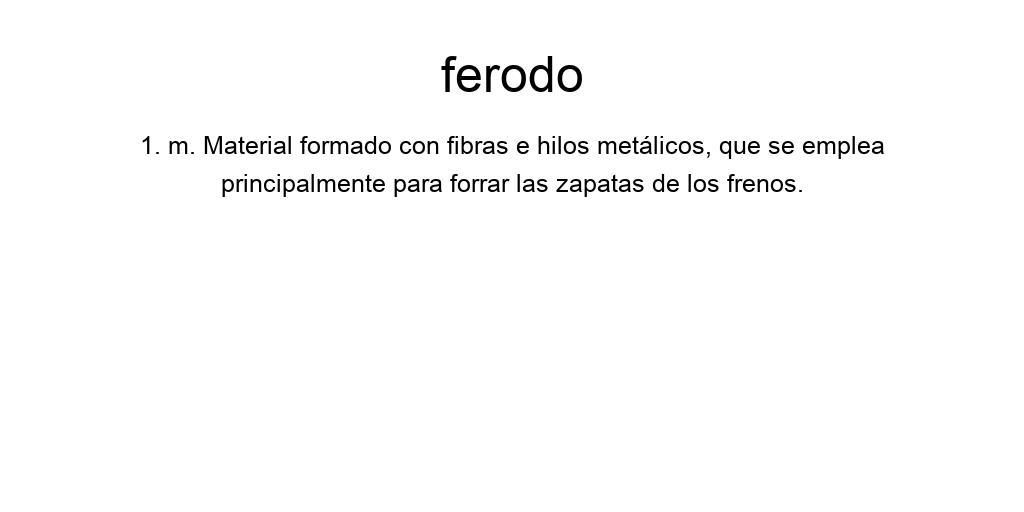 ferodo
1. m. Material formado con fibras e hilos metálicos, que se emplea
principalmente para forrar las zapatas de los frenos.